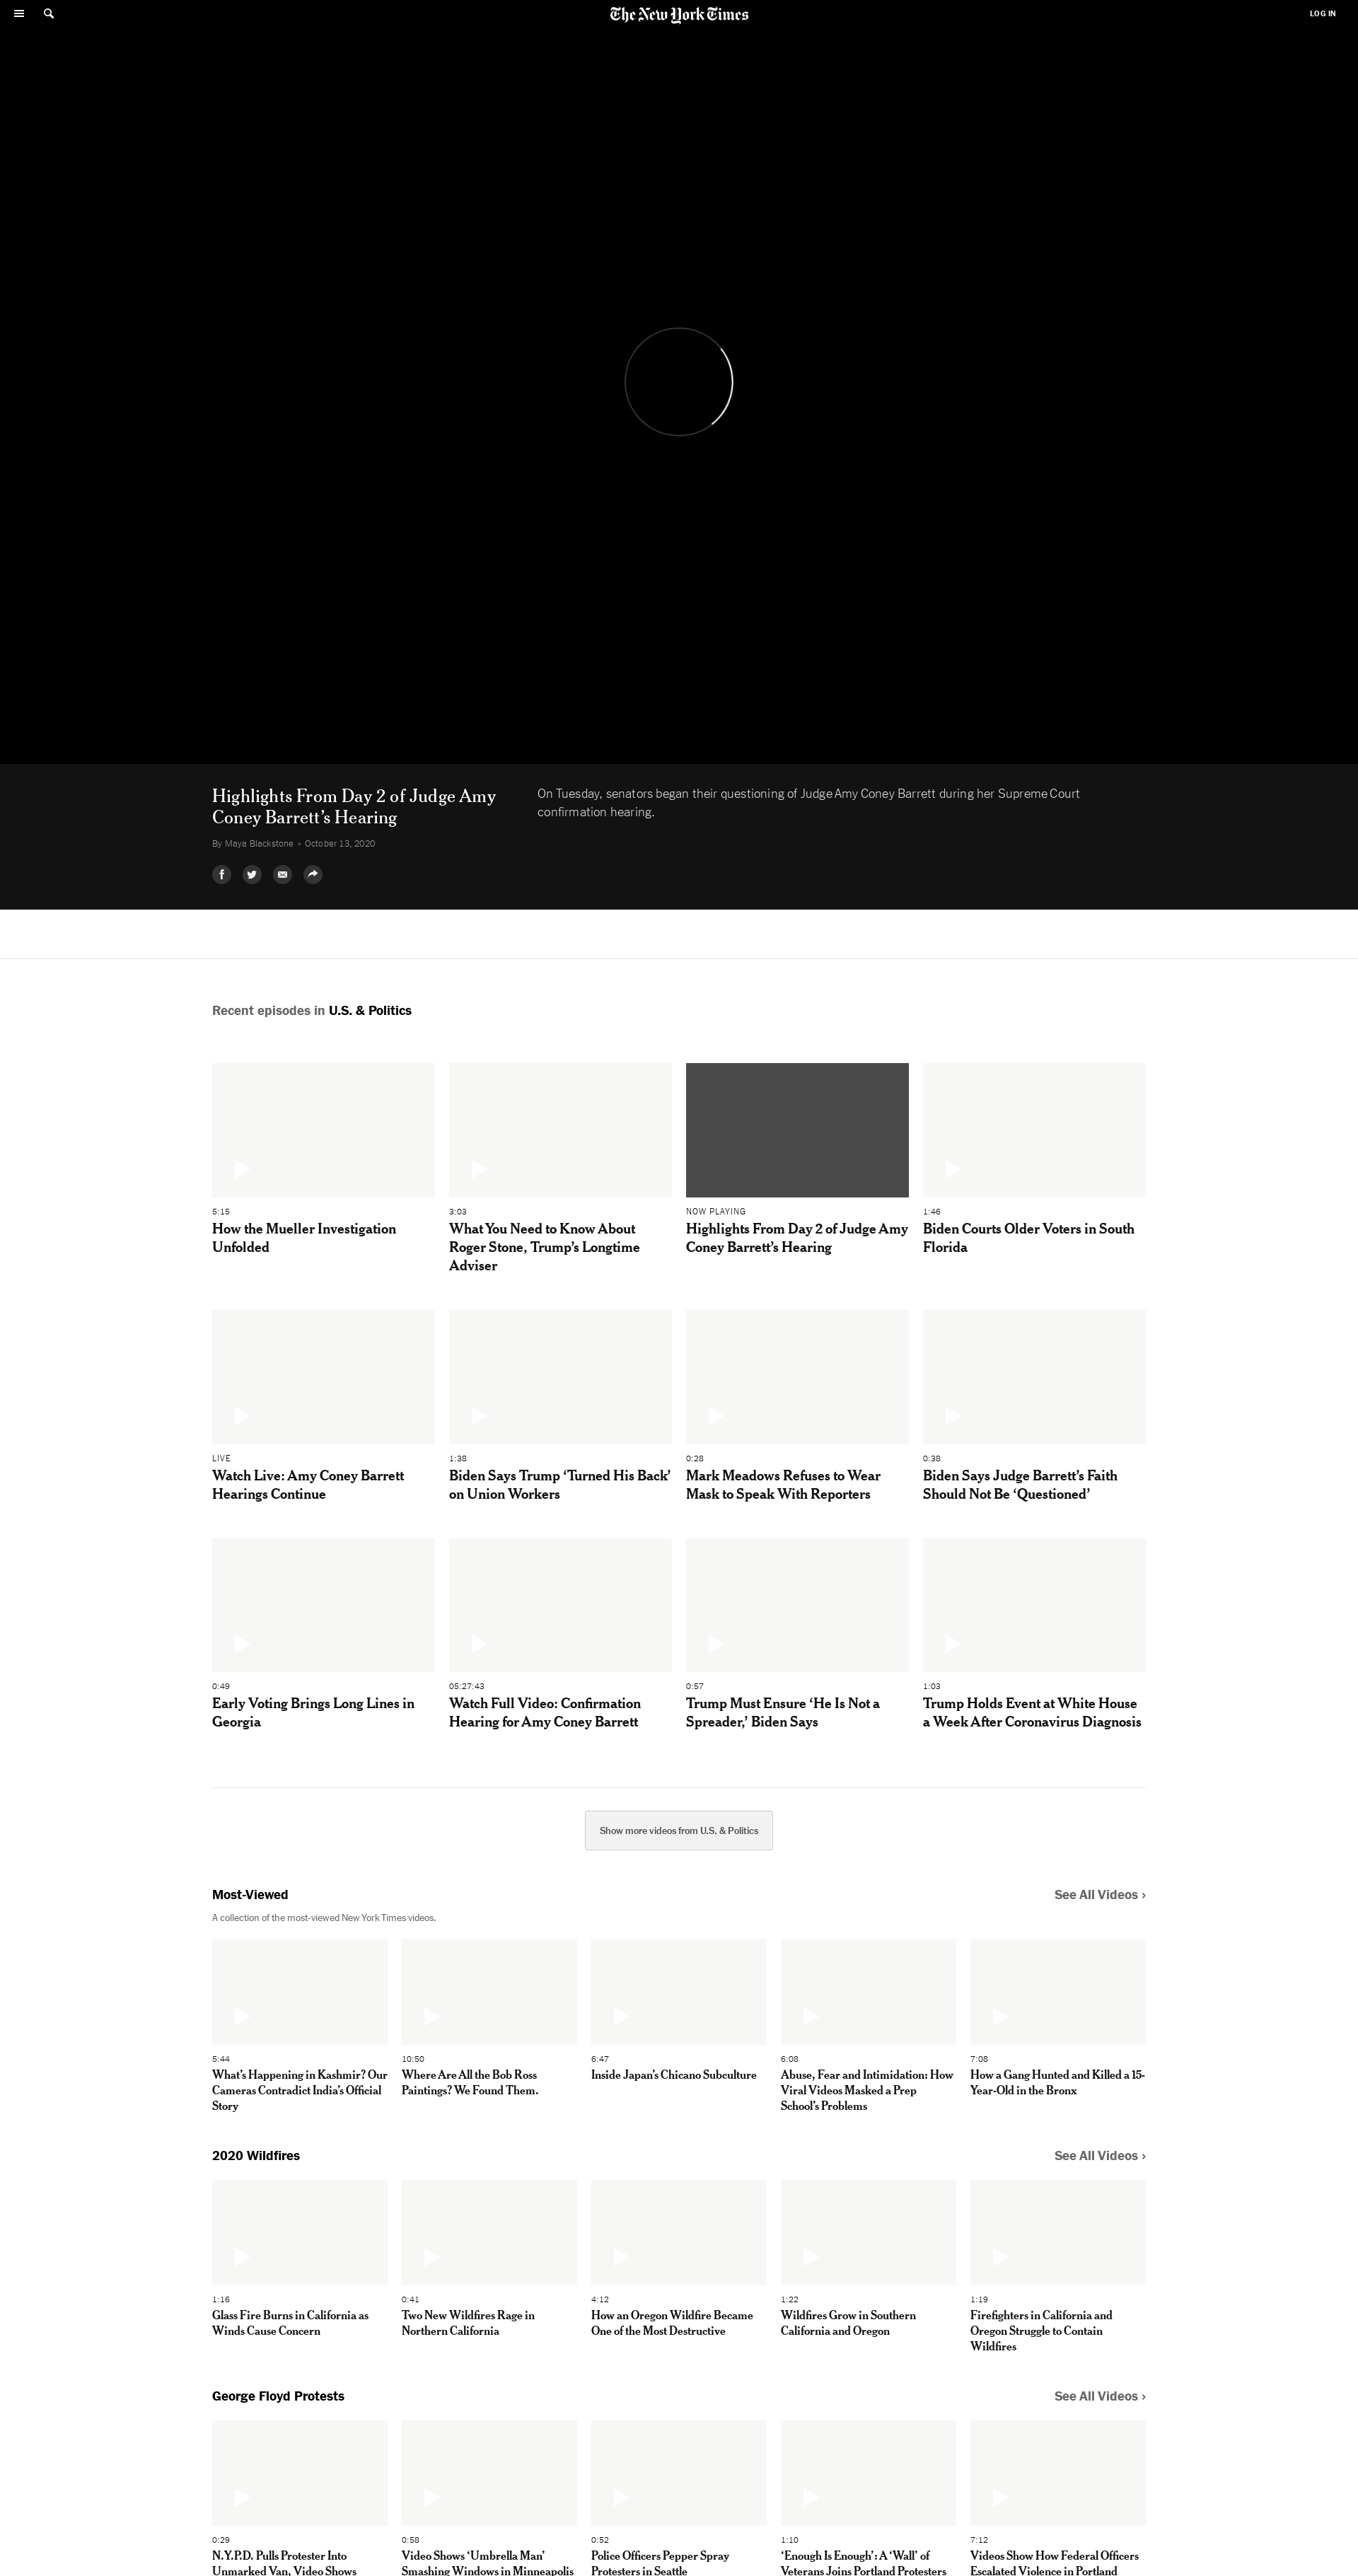 The New York Times
LOG IN
Highlights From Day 2 of Judge Amy
Coney Barrett’s Hearing
By Maya Blackstone • October 13, 2020
On Tuesday, senators began their questioning of Judge Amy Coney Barrett during her Supreme Court
confirmation hearing.
Recent episodes in U.S. & Politics
5:15
How the Mueller Investigation
Unfolded
3:03
What You Need to Know About
Roger Stone, Trump’s Longtime
Adviser
NOW PLAYING
Highlights From Day 2 of Judge Amy
Coney Barrett’s Hearing
1:46
Biden Courts Older Voters in South
Florida
LIVE
Watch Live: Amy Coney Barrett
Hearings Continue
1:38
Biden Says Trump ‘Turned His Back’
on Union Workers
0:28
Mark Meadows Refuses to Wear
Mask to Speak With Reporters
0:38
Biden Says Judge Barrett’s Faith
Should Not Be ‘Questioned’
0:49
Early Voting Brings Long Lines in
Georgia
05:27:43
Watch Full Video: Confirmation
Hearing for Amy Coney Barrett
0:57
Trump Must Ensure ‘He Is Not a
Spreader,’ Biden Says
1:03
Trump Holds Event at White House
a Week After Coronavirus Diagnosis
Show more videos from U.S. & Politics
Most-Viewed
See All Videos ›
A collection of the most-viewed New York Times videos.
5:44
What’s Happening in Kashmir? Our
Cameras Contradict India’s Official
Story
10:50
Where Are All the Bob Ross
Paintings? We Found Them.
6:47
Inside Japan’s Chicano Subculture
6:08
Abuse, Fear and Intimidation: How
Viral Videos Masked a Prep
School’s Problems
7:08
How a Gang Hunted and Killed a 15-
Year-Old in the Bronx
2020 Wildfires
See All Videos ›
1:16
Glass Fire Burns in California as
Winds Cause Concern
0:41
Two New Wildfires Rage in
Northern California
4:12
How an Oregon Wildfire Became
One of the Most Destructive
1:22
Wildfires Grow in Southern
California and Oregon
1:19
Firefighters in California and
Oregon Struggle to Contain
Wildfires
George Floyd Protests
See All Videos ›
0:29
N.Y.P.D. Pulls Protester Into
Unmarked Van, Video Shows
0:58
Video Shows ‘Umbrella Man’
Smashing Windows in Minneapolis
0:52
Police Officers Pepper Spray
Protesters in Seattle
1:10
‘Enough Is Enough’: A ‘Wall’ of
Veterans Joins Portland Protesters
7:12
Videos Show How Federal Officers
Escalated Violence in Portland